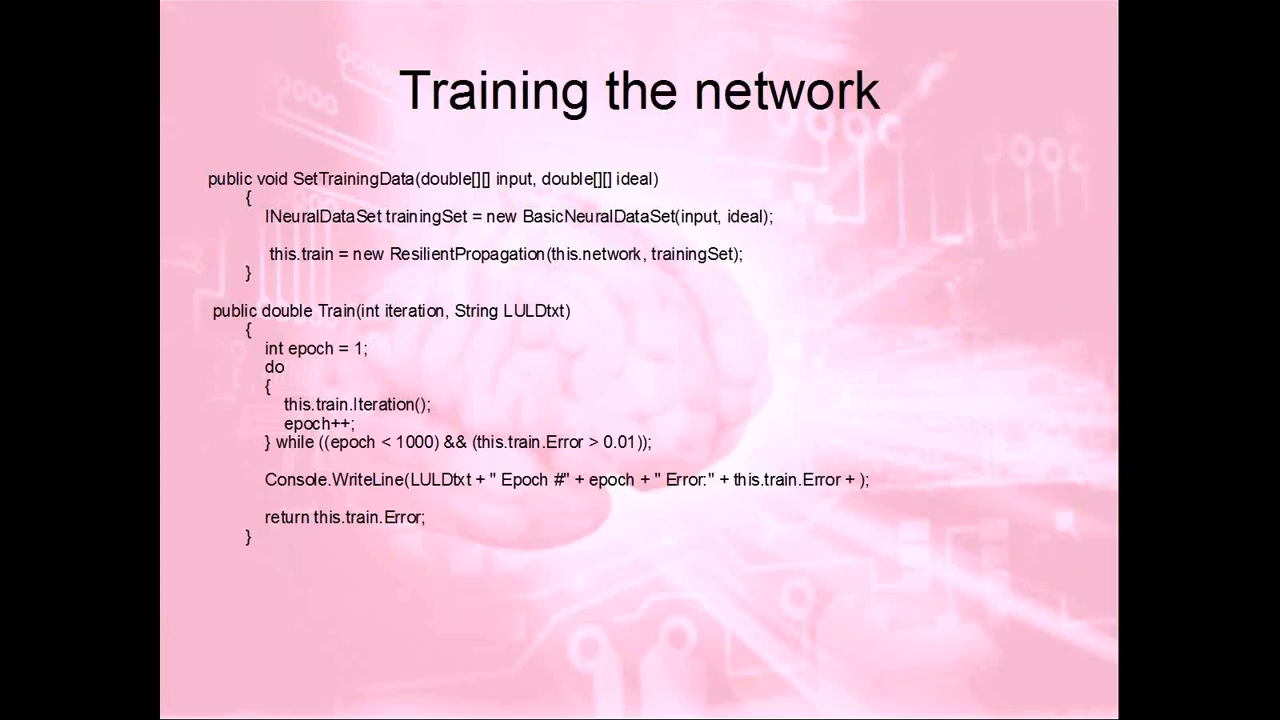 Training the network
public void SetTrainingData(double[][] input, double[][] ideal)
{
INeuralDataSet trainingSet = new BasicNeuralDataSet(input, ideal);
this.train = new ResilientPropagation(this.network, trainingSet);
}
public double Train(int iteration, String LULDtxt)
{
int epoch = 1;
do
{
this.train.Iteration();
epoch++;
} while ((epoch < 1000) && (this.train.Error > 0.01));
Console.WriteLine(LULDtxt + " Epoch #" + epoch + " Error:" + this.train.Error + );
return this.train.Error;
}